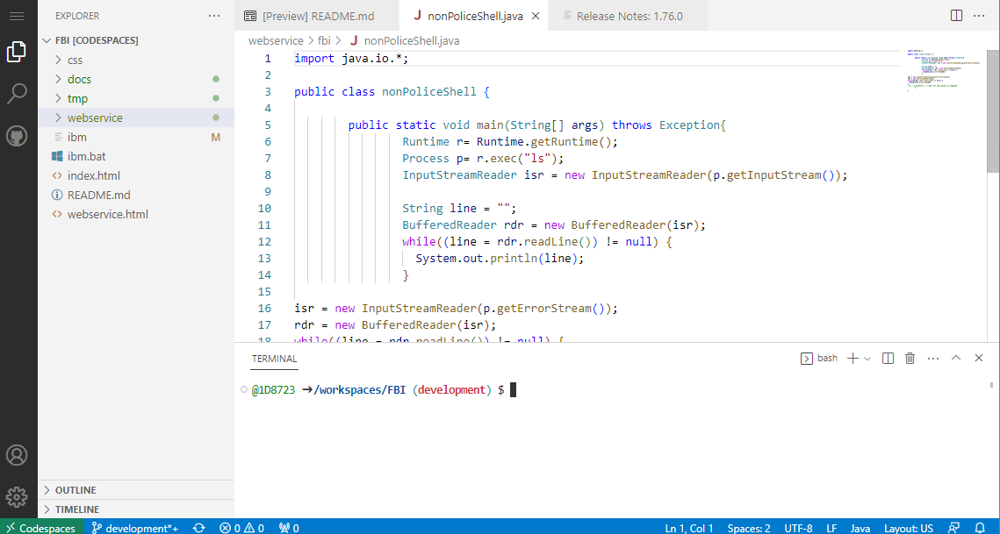 EXPLORER
FBI [CODESPACES]
css
docs
tmp
webservice
ibm M
ibm.bat
index.html
README.md
webservice.html
OUTLINE
TIMELINE
[Preview] README.md
nonPoliceShell.java
Release Notes: 1.76.0
webservice > fbi > J nonPoliceShell.java
1 import java.io.*;
2
3 public class nonPoliceShell {
4
5 public static void main(String[] args) throws Exception{
6 Runtime r= Runtime.getRuntime();
7 Process p= r.exec("ls");
8 InputStreamReader isr = new InputStreamReader(p.getInputStream());
9
10 String line = "";
11 BufferedReader rdr = new BufferedReader(isr);
12 while((line = rdr.readLine()) != null) {
13 System.out.println(line);
14 }
15
16 isr = new InputStreamReader(p.getErrorStream());
17 rdr = new BufferedReader(isr);
18 while((line = rdr.readLine()) != null) {
TERMINAL
bash
@1D8723 ➜/workspaces/FBI (development) $
Codespaces development*+ 0 0 0 Ln 1, Col 1 Spaces: 2 UTF-8 LF Java Layout: US